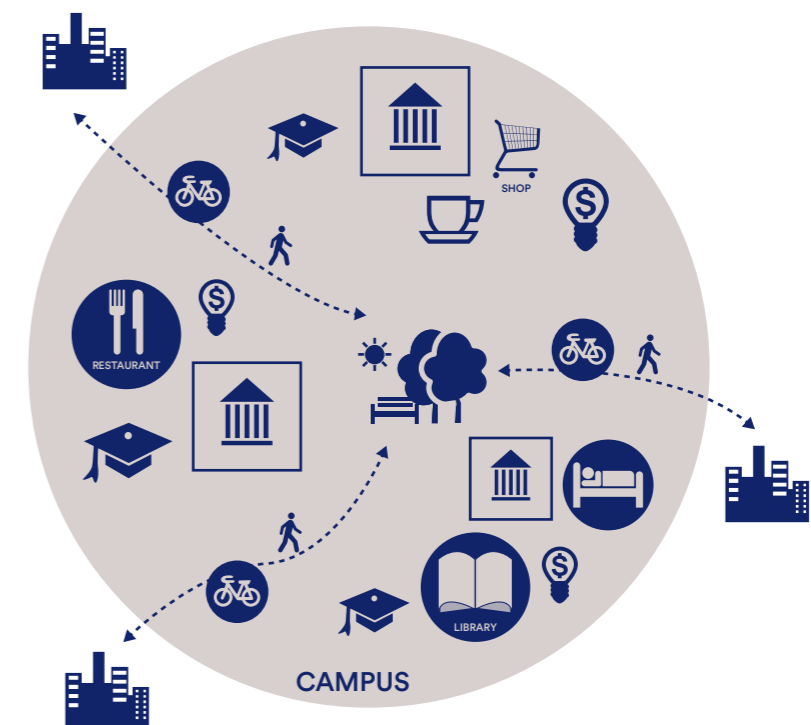 SHOP
$
$
RESTAURANT
$
LIBRARY
CAMPUS